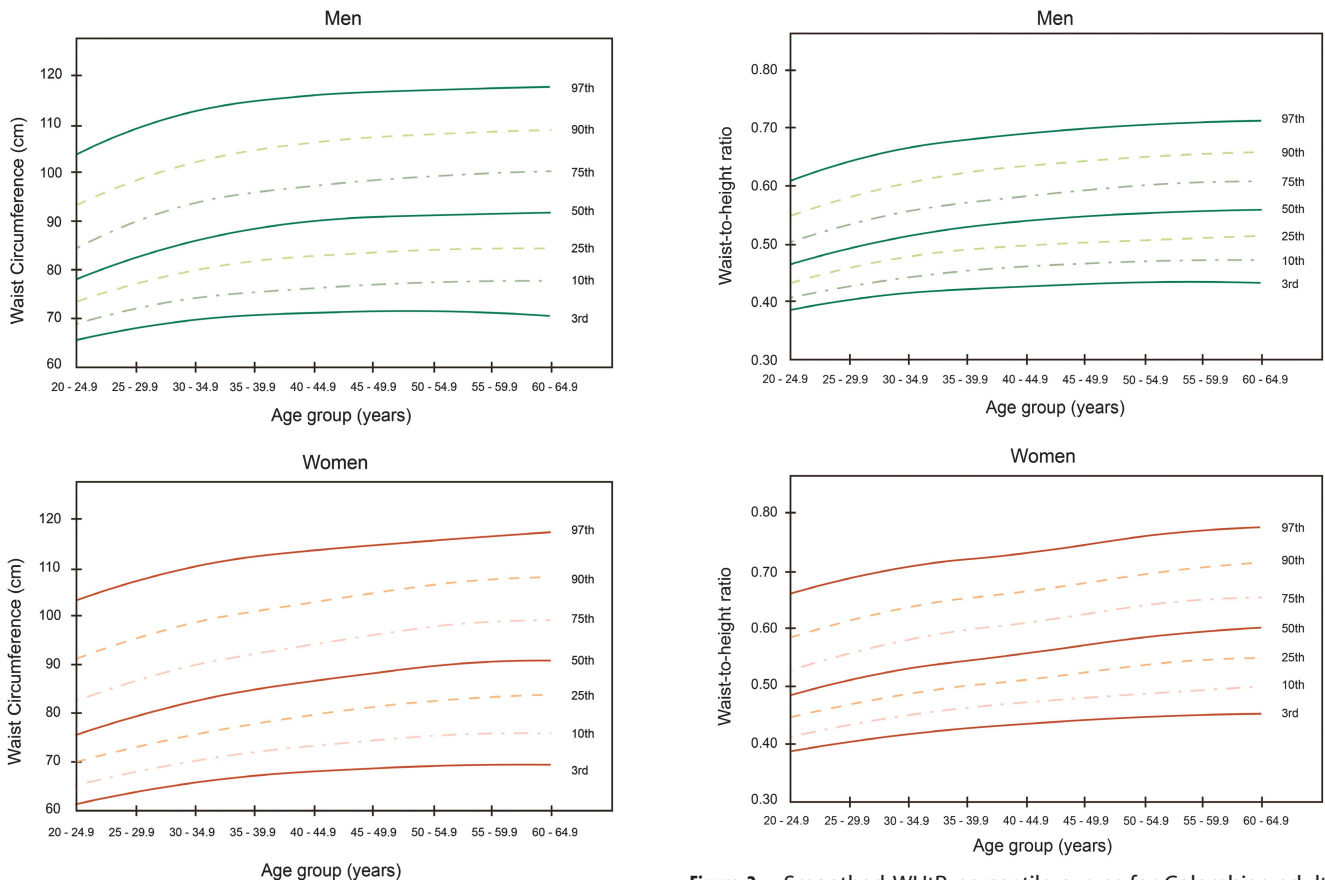 Men
Waist Circumference (cm)
120
110
100
90
80
70
60
97th
90th
75th
50th
25th
10th
3rd
20 - 24.9 25 - 29.9 30 - 34.9 35 - 39.9 40 - 44.9 45 - 49.9 50 - 54.9 55 - 59.9 60 - 64.9
Age group (years)
Women
Waist Circumference (cm)
120
110
100
90
80
70
60
97th
90th
75th
50th
25th
10th
3rd
20 - 24.9 25 - 29.9 30 - 34.9 35 - 39.9 40 - 44.9 45 - 49.9 50 - 54.9 55 - 59.9 60 - 64.9
Age group (years)
Men
Waist-to-height ratio
0.80
0.70
0.60
0.50
0.40
0.30
97th
90th
75th
50th
25th
10th
3rd
20 - 24.9 25 - 29.9 30 - 34.9 35 - 39.9 40 - 44.9 45 - 49.9 50 - 54.9 55 - 59.9 60 - 64.9
Age group (years)
Women
Waist-to-height ratio
0.80
0.70
0.60
0.50
0.40
0.30
97th
90th
75th
50th
25th
10th
3rd
20 - 24.9 25 - 29.9 30 - 34.9 35 - 39.9 40 - 44.9 45 - 49.9 50 - 54.9 55 - 59.9 60 - 64.9
Age group (years)